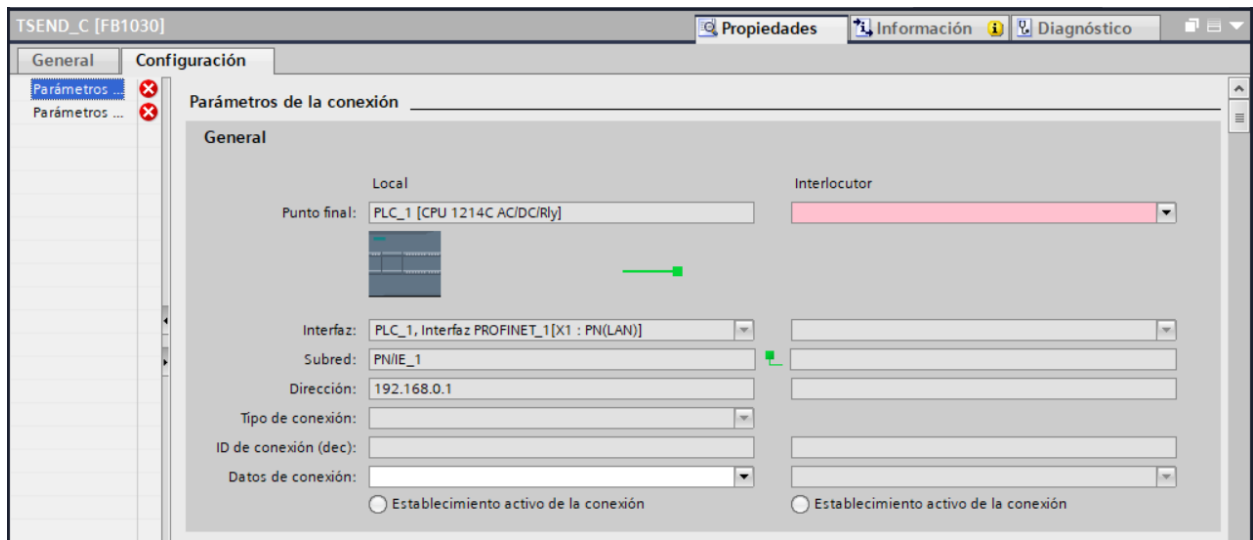 TSEND_C [FB1030]
Propiedades
Información
Diagnóstico
General
Configuración
Parámetros ...
Parámetros ...
Parámetros de la conexión
General
Local
Interlocutor
Punto final: PLC_1 [CPU 1214C AC/DC/Rly]
Interfaz: PLC_1, Interfaz PROFINET_1[X1 : PN(LAN)]
Subred: PN/IE_1
Dirección: 192.168.0.1
Tipo de conexión:
ID de conexión (dec):
Datos de conexión:
Establecimiento activo de la conexión
Establecimiento activo de la conexión